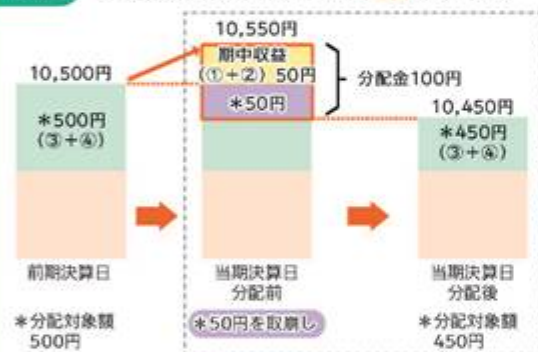 10,550円
期中収益
(①+②) 50円
*50円
分配金100円
10,500円
*500円
(③+④)
10,450円
*450円
(③+④)
前期決算日
当期決算日
分配前
当期決算日
分配後
*分配対象額
500円
*50円を取崩し
*分配対象額
450円